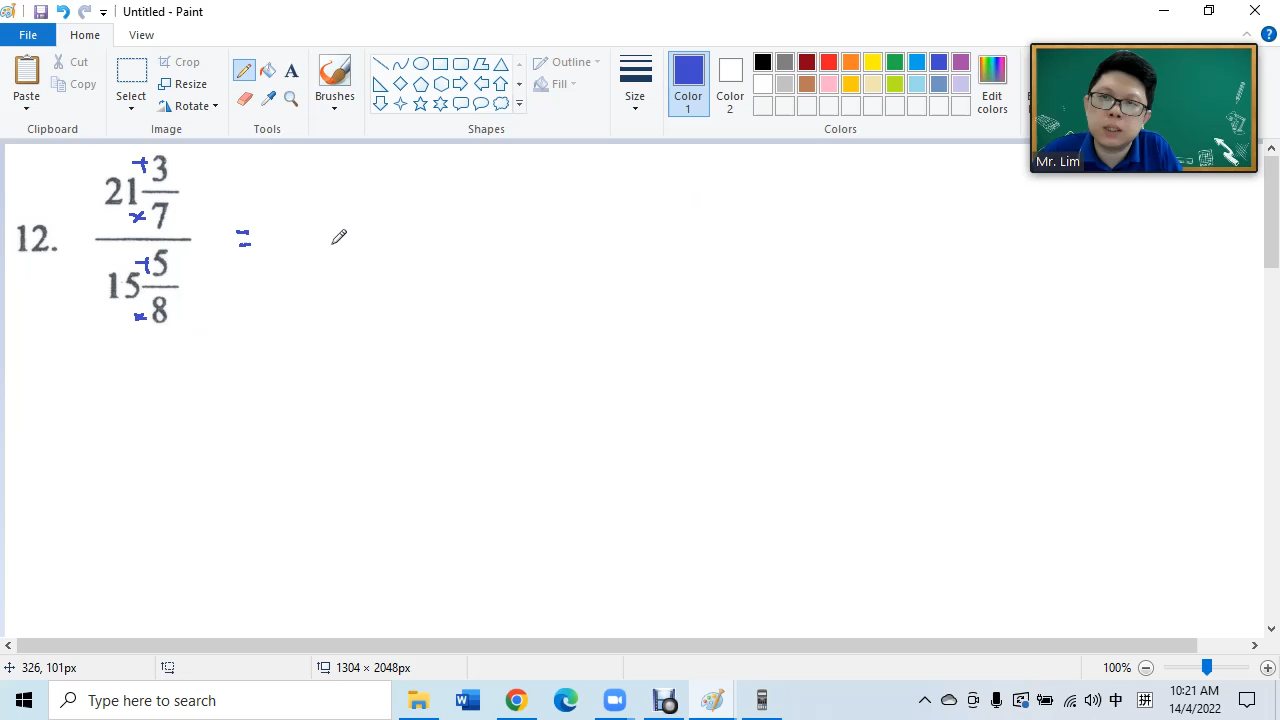 Untitled - Paint
File Home View
Paste
Cut
Copy
Clipboard
Select
Crop
Resize
Rotate
Image
A
Tools
Brushes
Shapes
Outline
Fill
Size
Color 1
Color 2
Edit colors
Colors
Mr. Lim
12.
21 + 3
× 7
15 + 5
× 8
=
326, 101px
1304 × 2048px
100%
Type here to search
中
拼
10:21 AM
14/4/2022